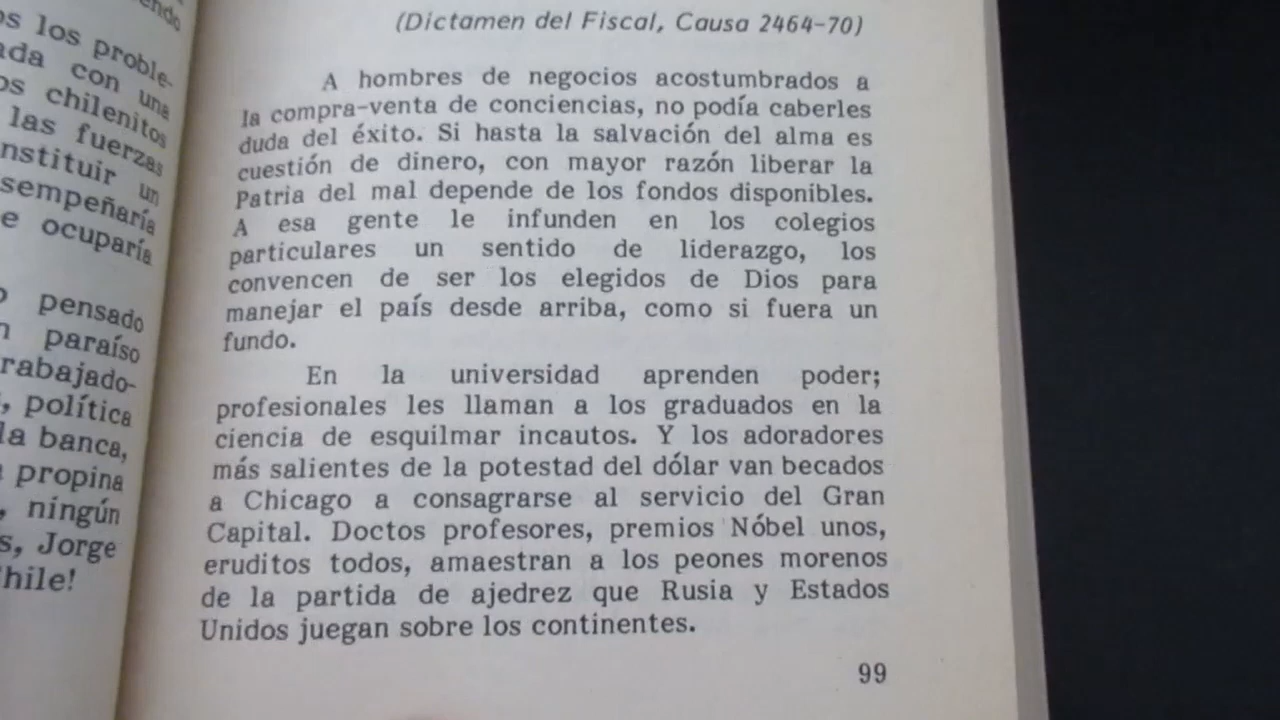 endo
os los proble-
ada con una
os chilenitos
las fuerzas
nstituir un
sempeñaría
e ocuparía
o pensado
n paraíso
rabajado-
, política
la banca,
propina
, ningún
s, Jorge
hile!
(Dictamen del Fiscal, Causa 2464-70)
A hombres de negocios acostumbrados a
la compra-venta de conciencias, no podía caberles
duda del éxito. Si hasta la salvación del alma es
cuestión de dinero, con mayor razón liberar la
Patria del mal depende de los fondos disponibles.
A esa gente le infunden en los colegios
particulares un sentido de liderazgo, los
convencen de ser los elegidos de Dios para
manejar el país desde arriba, como si fuera un
fundo.
En la universidad aprenden poder;
profesionales les llaman a los graduados en la
ciencia de esquilmar incautos. Y los adoradores
más salientes de la potestad del dólar van becados
a Chicago a consagrarse al servicio del Gran
Capital. Doctos profesores, premios Nóbel unos,
eruditos todos, amaestran a los peones morenos
de la partida de ajedrez que Rusia y Estados
Unidos juegan sobre los continentes.
99